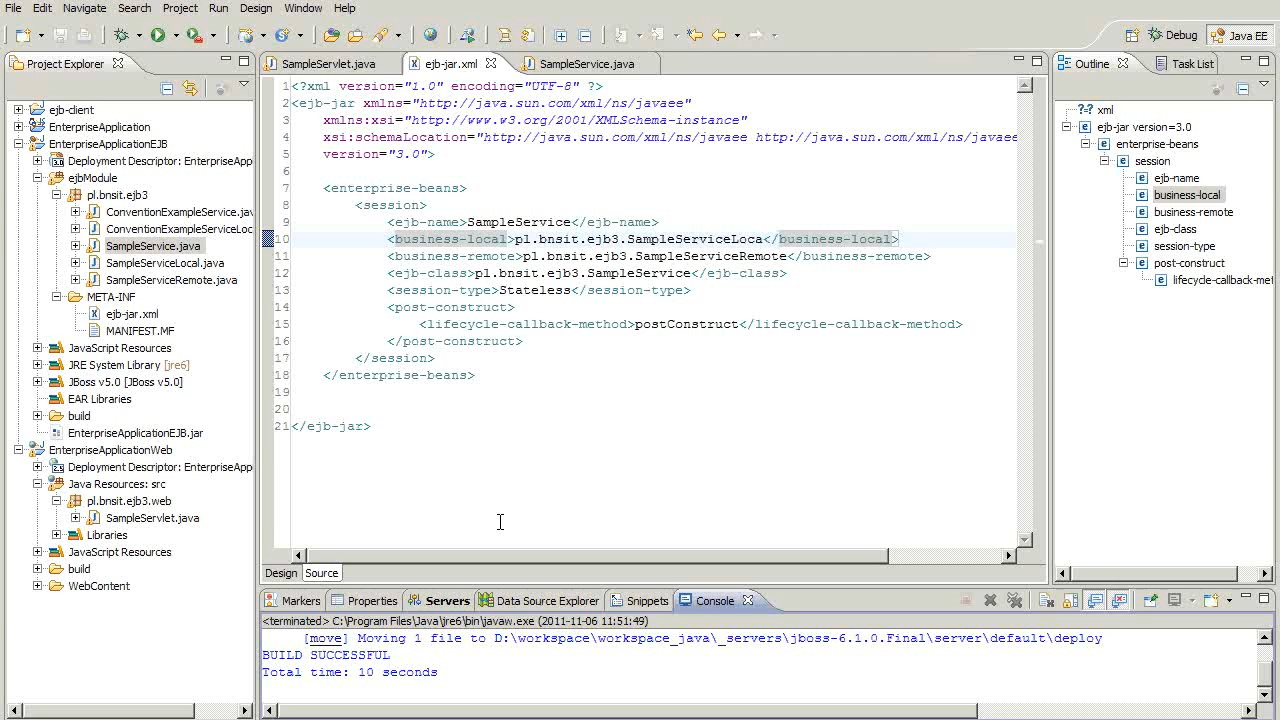 File Edit Navigate Search Project Run Design Window Help
Debug Java EE
Project Explorer
ejb-client
EnterpriseApplication
EnterpriseApplicationEJB
Deployment Descriptor: EnterpriseApp
ejbModule
pl.bnsit.ejb3
ConventionExampleService.jav
ConventionExampleServiceLoc
SampleService.java
SampleServiceLocal.java
SampleServiceRemote.java
META-INF
ejb-jar.xml
MANIFEST.MF
JavaScript Resources
JRE System Library [jre6]
JBoss v5.0 [JBoss v5.0]
EAR Libraries
build
EnterpriseApplicationEJB.jar
EnterpriseApplicationWeb
Deployment Descriptor: EnterpriseApp
Java Resources: src
pl.bnsit.ejb3.web
SampleServlet.java
Libraries
JavaScript Resources
build
WebContent
SampleServlet.java ejb-jar.xml SampleService.java
1 <?xml version="1.0" encoding="UTF-8" ?>
2 <ejb-jar xmlns="http://java.sun.com/xml/ns/javaee"
3 xmlns:xsi="http://www.w3.org/2001/XMLSchema-instance"
4 xsi:schemaLocation="http://java.sun.com/xml/ns/javaee http://java.sun.com/xml/ns/javaee
5 version="3.0">
6
7 <enterprise-beans>
8 <session>
9 <ejb-name>SampleService</ejb-name>
10 <business-local>pl.bnsit.ejb3.SampleServiceLoca</business-local>
11 <business-remote>pl.bnsit.ejb3.SampleServiceRemote</business-remote>
12 <ejb-class>pl.bnsit.ejb3.SampleService</ejb-class>
13 <session-type>Stateless</session-type>
14 <post-construct>
15 <lifecycle-callback-method>postConstruct</lifecycle-callback-method>
16 </post-construct>
17 </session>
18 </enterprise-beans>
19
20
21 </ejb-jar>
Design Source
Outline Task List
xml
ejb-jar version=3.0
enterprise-beans
session
ejb-name
business-local
business-remote
ejb-class
session-type
post-construct
lifecycle-callback-met
Markers Properties Servers Data Source Explorer Snippets Console
<terminated> C:\Program Files\Java\jre6\bin\javaw.exe (2011-11-06 11:51:49)
[move] Moving 1 file to D:\workspace\workspace_java\_servers\jboss-6.1.0.Final\server\default\deploy
BUILD SUCCESSFUL
Total time: 10 seconds